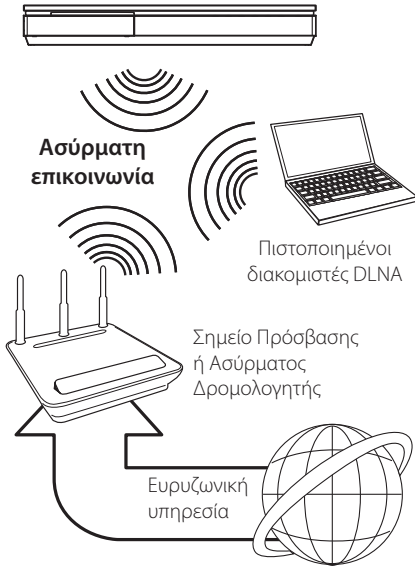 Ασύρματη
επικοινωνία
Πιστοποιημένοι
διακομιστές DLNA
Σημείο Πρόσβασης
ή Ασύρματος
Δρομολογητής
Ευρυζωνική
υπηρεσία